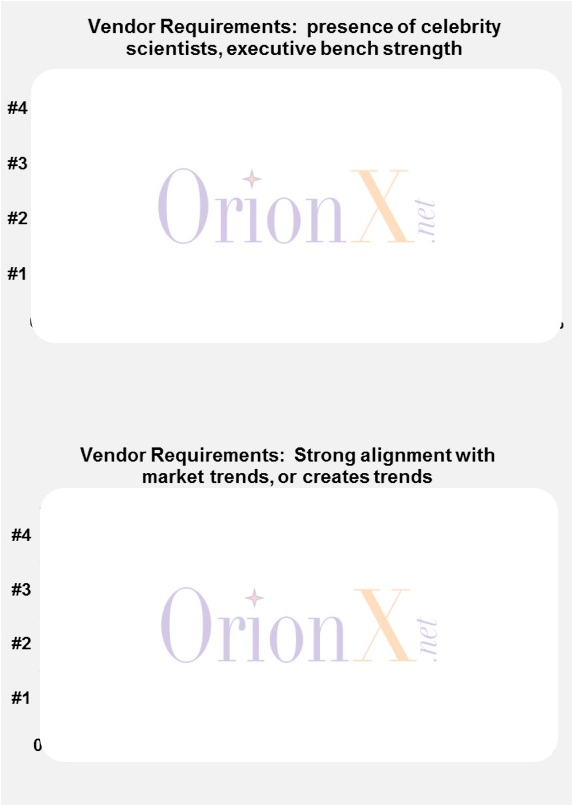 Vendor Requirements:  presence of celebrity
scientists, executive bench strength
#4
#3
#2
#1
OrionX.net
Vendor Requirements:  Strong alignment with
market trends, or creates trends
#4
#3
#2
#1
0
OrionX.net